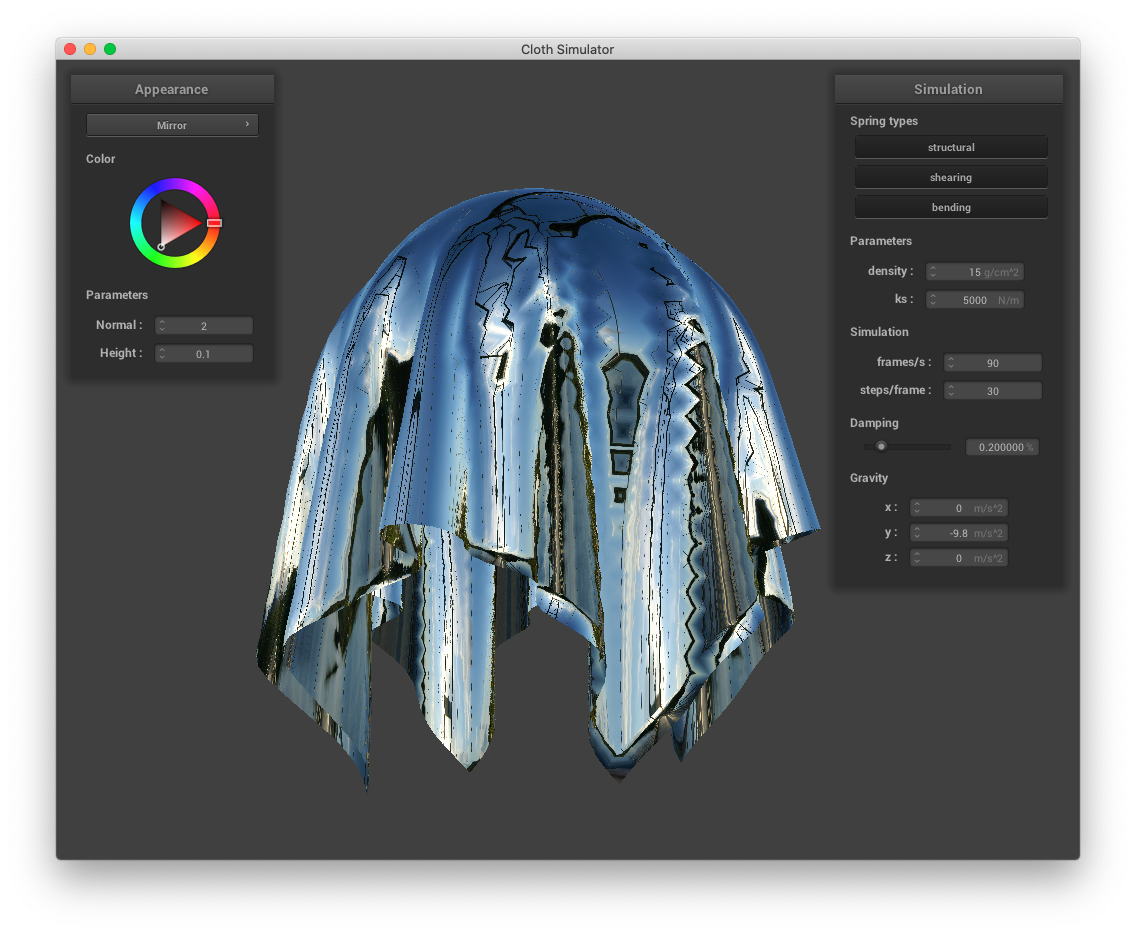 Cloth Simulator
Appearance
Mirror
Color
Parameters
Normal : 2
Height : 0.1
Simulation
Spring types
structural
shearing
bending
Parameters
density : 15 g/cm^2
ks : 5000 N/m
Simulation
frames/s : 90
steps/frame : 30
Damping
0.200000 %
Gravity
x : 0 m/s^2
y : -9.8 m/s^2
z : 0 m/s^2